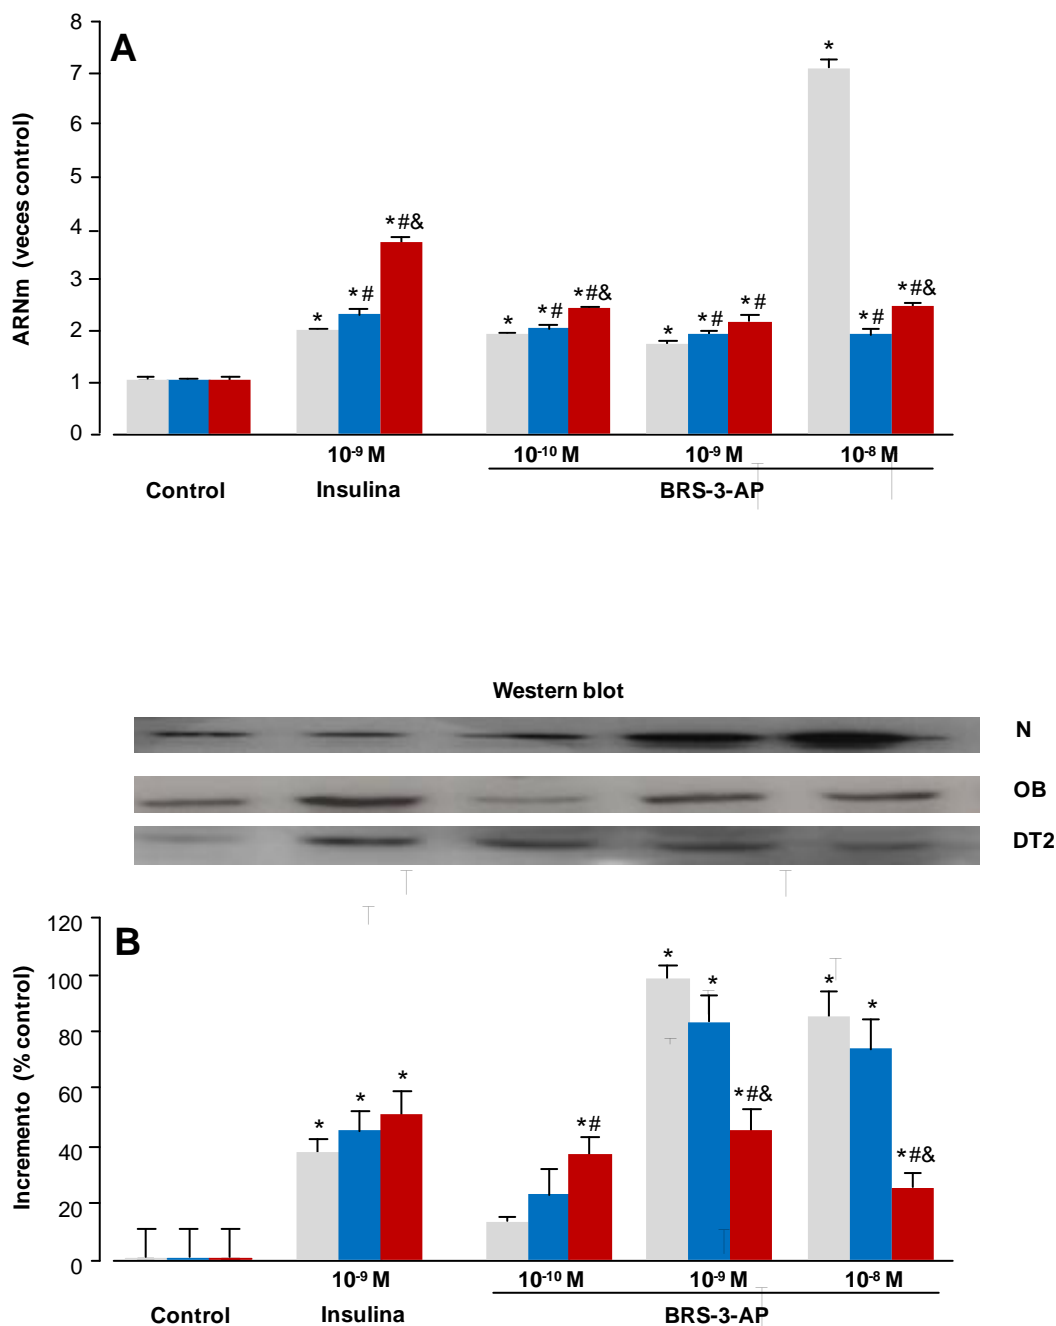 8
A
7
6
5
4
3
2
1
0
ARNm (veces control)
*
*#&
*#
*
*
*#
*#&
*
*#
*#
*#
*#&
10-9 M
10-10 M
10-9 M
10-8 M
Control
Insulina
BRS-3-AP
Western blot
N
OB
DT2
120
B
100
80
60
40
20
0
Incremento (% control)
*
*
*
*#
*
*
*#&
*
*
*#&
10-9 M
10-10 M
10-9 M
10-8 M
Control
Insulina
BRS-3-AP